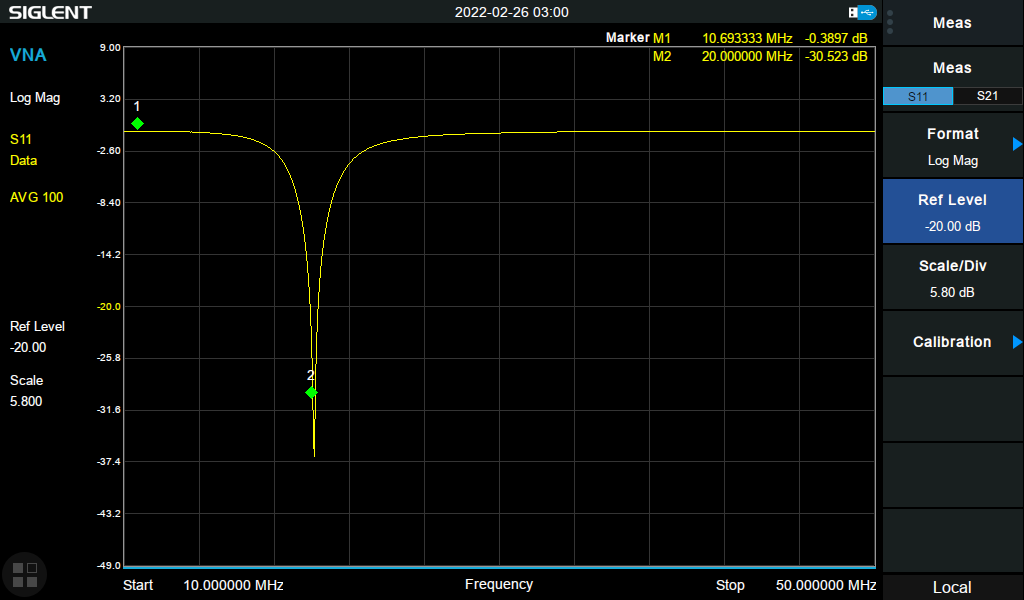 SIGLENT 2022-02-26 03:00
VNA
Log Mag
S11
Data
AVG 100
Ref Level
-20.00
Scale
5.800
Marker M1 10.693333 MHz -0.3897 dB
M2 20.000000 MHz -30.523 dB
9.00
3.20
-2.60
-8.40
-14.2
-20.0
-25.8
-31.6
-37.4
-43.2
-49.0
1
2
Start 10.000000 MHz Frequency Stop 50.000000 MHz
Meas
Meas
S11 S21
Format
Log Mag
Ref Level
-20.00 dB
Scale/Div
5.80 dB
Calibration
Local